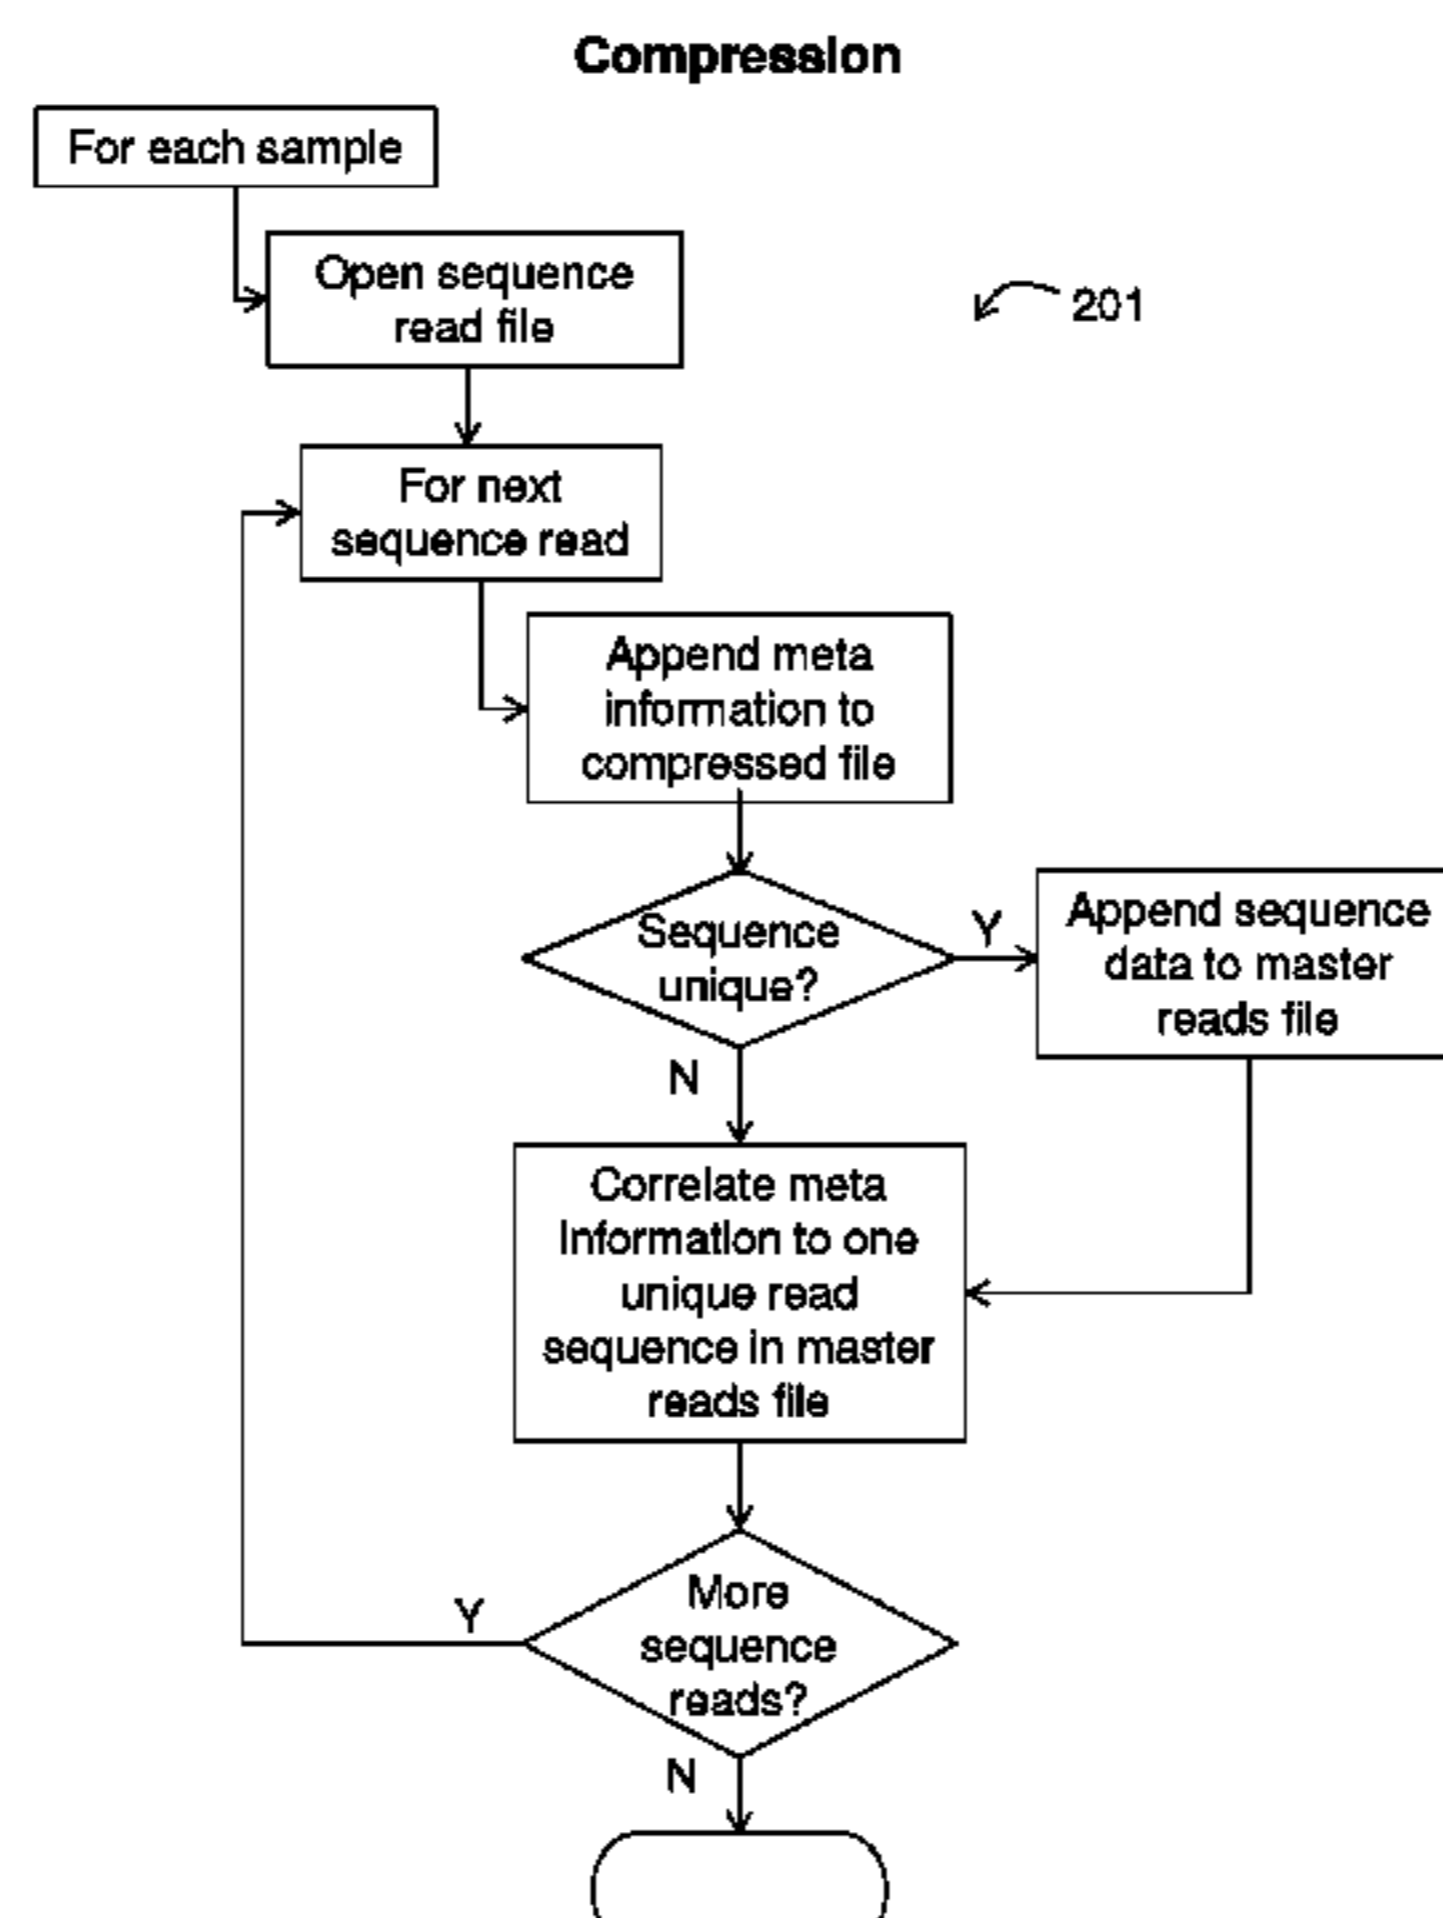 Compression
For each sample
Open sequence
read file
201
For next
sequence read
Append meta
information to
compressed file
Sequence
unique?
Y
Append sequence
data to master
reads file
N
Correlate meta
Information to one
unique read
sequence in master
reads file
More
sequence
reads?
Y
N